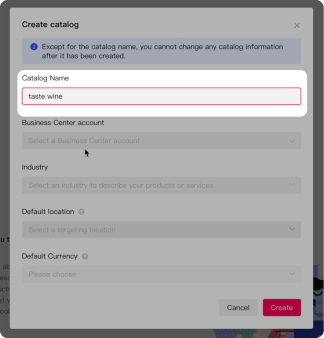 Create catalog
Except for the catalog name, you cannot change any catalog information
after it has been created.
Catalog Name
taste wine
Business Center account
Select a Business Center account
Industry
Select an industry to describe your products or services
Default location
Select a targeting location
Default Currency
Please choose
Cancel
Create